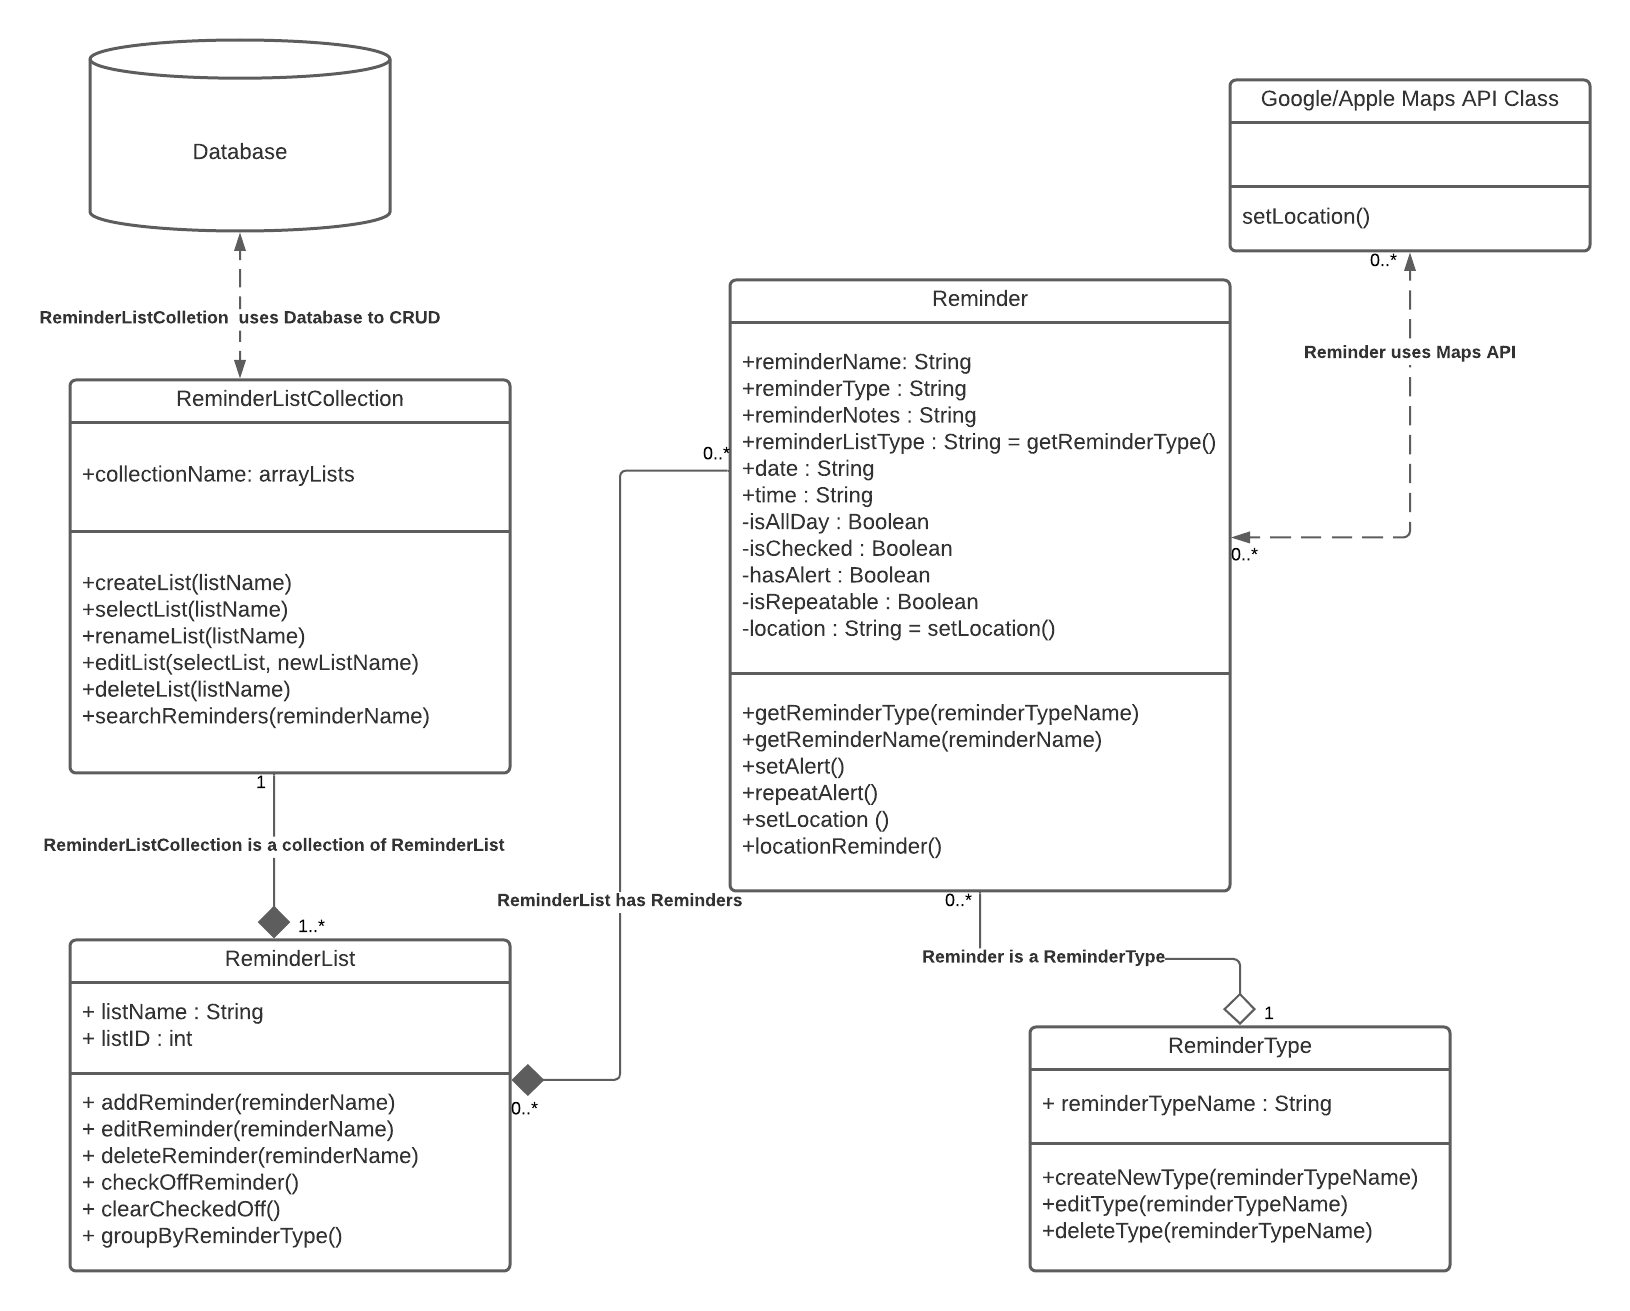 Database
ReminderListColletion  uses Database to CRUD
ReminderListCollection
+collectionName: arrayLists
+createList(listName)
+selectList(listName)
+renameList(listName)
+editList(selectList, newListName)
+deleteList(listName)
+searchReminders(reminderName)
1
ReminderListCollection is a collection of ReminderList
1..*
ReminderList
+ listName : String
+ listID : int
+ addReminder(reminderName)
+ editReminder(reminderName)
+ deleteReminder(reminderName)
+ checkOffReminder()
+ clearCheckedOff()
+ groupByReminderType()
0..*
ReminderList has Reminders
0..*
Reminder
+reminderName: String
+reminderType : String
+reminderNotes : String
+reminderListType : String = getReminderType()
+date : String
+time : String
-isAllDay : Boolean
-isChecked : Boolean
-hasAlert : Boolean
-isRepeatable : Boolean
-location : String = setLocation()
+getReminderType(reminderTypeName)
+getReminderName(reminderName)
+setAlert()
+repeatAlert()
+setLocation ()
+locationReminder()
Google/Apple Maps API Class
setLocation()
0..*
Reminder uses Maps API
0..*
0..*
Reminder is a ReminderType
1
ReminderType
+ reminderTypeName : String
+createNewType(reminderTypeName)
+editType(reminderTypeName)
+deleteType(reminderTypeName)